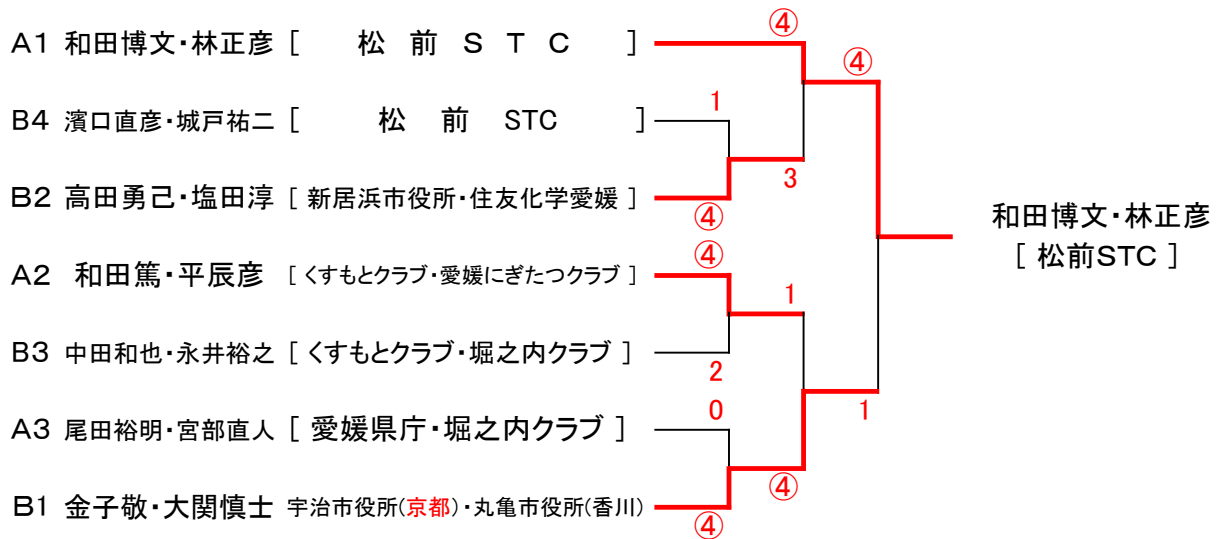 ④
A1 和田博文・林正彦 [ 松 前 S T C ]
④
1
B4 濱口直彦・城戸祐二 [ 松 前 STC ]
3
B2 高田勇己・塩田淳 [ 新居浜市役所・住友化学愛媛 ]
④
和田博文・林正彦
[ 松前STC ]
④
A2 和田篤・平辰彦 [ くすもとクラブ・愛媛にぎたつクラブ ]
1
B3 中田和也・永井裕之 [ くすもとクラブ・堀之内クラブ ]
2
0
1
A3 尾田裕明・宮部直人 [ 愛媛県庁・堀之内クラブ ]
④
B1 金子敬・大関慎士 宇治市役所(京都)・丸亀市役所(香川)
④